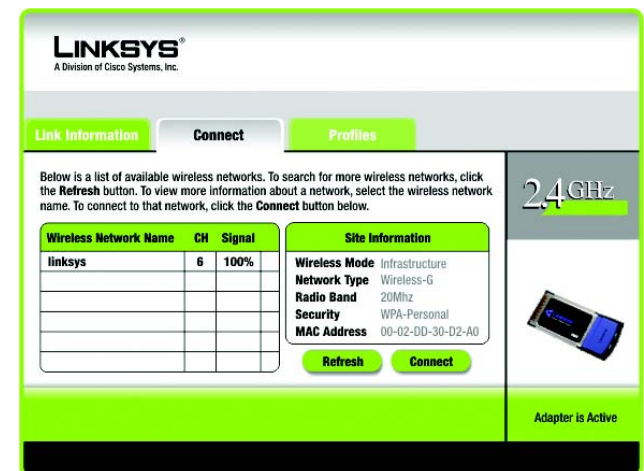 LINKSYS®
A Division of Cisco Systems, Inc.
Link Information Connect Profiles
Below is a list of available wireless networks. To search for more wireless networks, click
the Refresh button. To view more information about a network, select the wireless network
name. To connect to that network, click the Connect button below.
2.4GHz
Wireless Network Name CH Signal
linksys 6 100%
Site Information
Wireless Mode Infrastructure
Network Type Wireless-G
Radio Band 20Mhz
Security WPA-Personal
MAC Address 00-02-DD-30-D2-A0
Refresh Connect
Adapter is Active